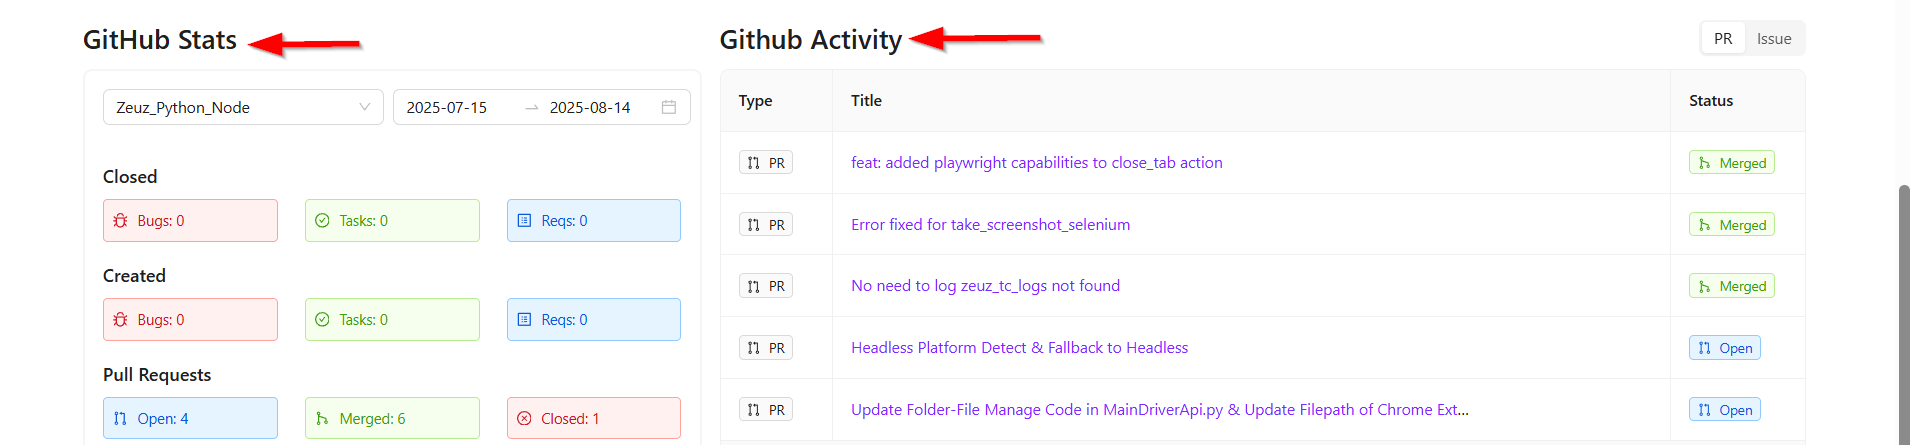 GitHub Stats
Zeuz_Python_Node
2025-07-15 → 2025-08-14
Closed
Bugs: 0 Tasks: 0 Reqs: 0
Created
Bugs: 0 Tasks: 0 Reqs: 0
Pull Requests
Open: 4 Merged: 6 Closed: 1
Github Activity
PR Issue
Type Title Status
PR feat: added playwright capabilities to close_tab action Merged
PR Error fixed for take_screenshot_selenium Merged
PR No need to log zeuz_tc_logs not found Merged
PR Headless Platform Detect & Fallback to Headless Open
PR Update Folder-File Manage Code in MainDriverApi.py & Update Filepath of Chrome Ext... Open